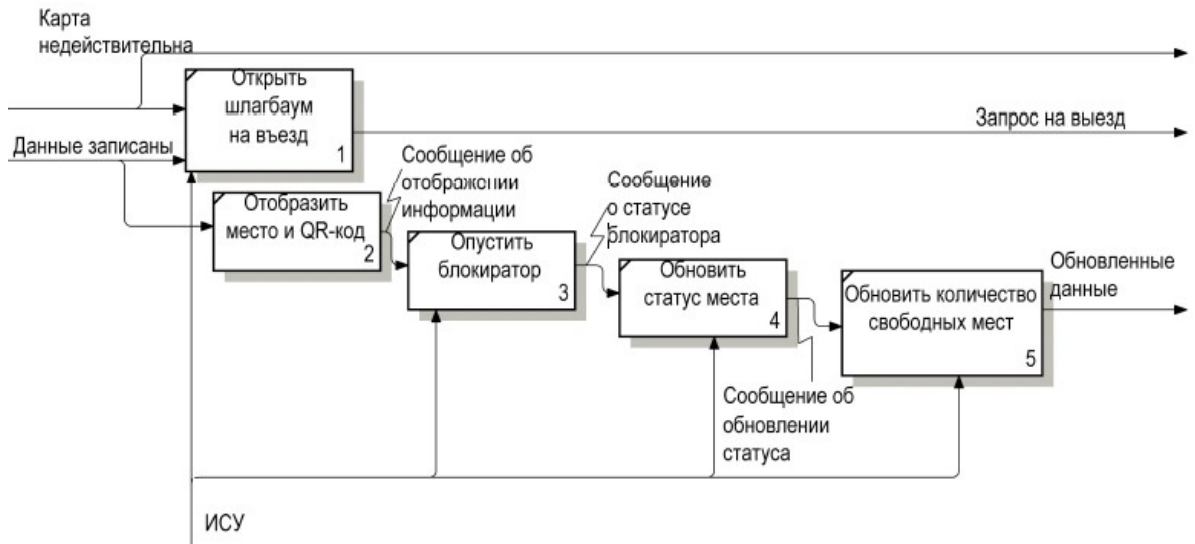 Карта
недействительна
Открыть
шлагбаум
на въезд
1
Запрос на выезд
Данные записаны
Сообщение об
отображении
информации
Отобразить
место и QR-код
2
Сообщение
о статусе
блокиратора
Опустить
блокиратор
3
Обновить
статус места
4
Обновленные
данные
Обновить количество
свободных мест
5
Сообщение об
обновлении
статуса
ИСУ